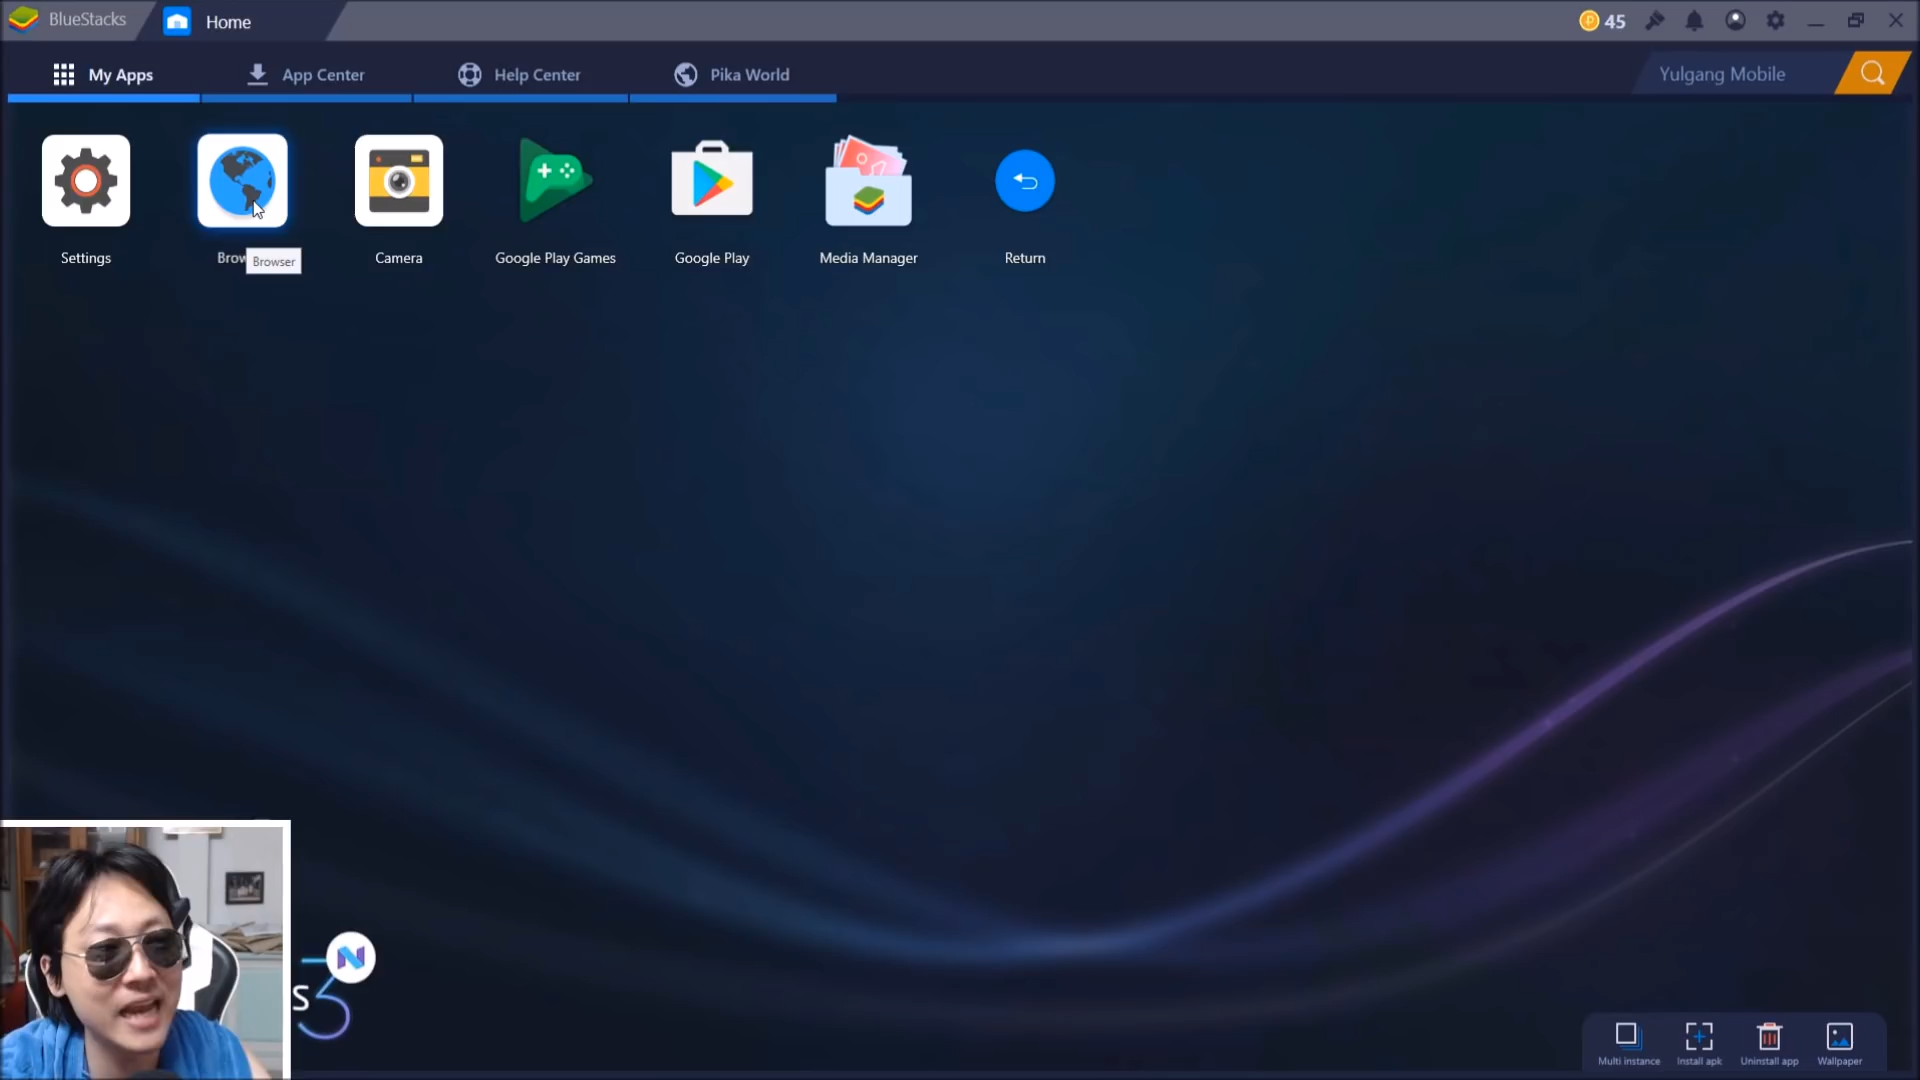 BlueStacks
Home
45
My Apps
App Center
Help Center
Pika World
Yulgang Mobile
Settings
Brow
Browser
Camera
Google Play Games
Google Play
Media Manager
Return
s 3
N
Multi instance
Install apk
Uninstall app
Wallpaper